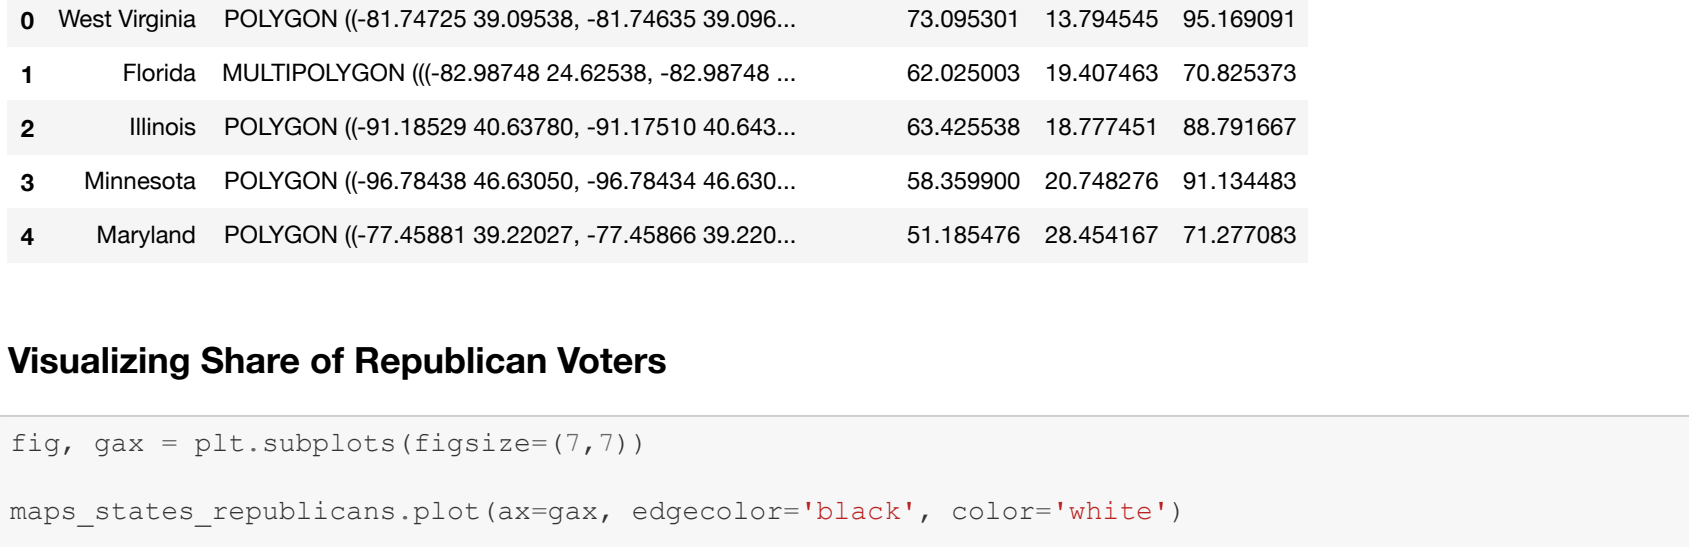 0 West Virginia POLYGON ((-81.74725 39.09538, -81.74635 39.096... 73.095301 13.794545 95.169091
1 Florida MULTIPOLYGON (((-82.98748 24.62538, -82.98748 ... 62.025003 19.407463 70.825373
2 Illinois POLYGON ((-91.18529 40.63780, -91.17510 40.643... 63.425538 18.777451 88.791667
3 Minnesota POLYGON ((-96.78438 46.63050, -96.78434 46.630... 58.359900 20.748276 91.134483
4 Maryland POLYGON ((-77.45881 39.22027, -77.45866 39.220... 51.185476 28.454167 71.277083
Visualizing Share of Republican Voters
fig, gax = plt.subplots(figsize=(7,7))
maps_states_republicans.plot(ax=gax, edgecolor='black', color='white')